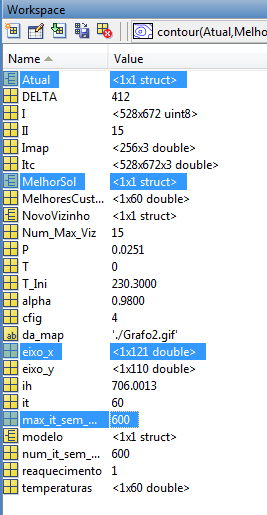 Workspace
contour(Atual,Melho
Name Value
Atual <1x1 struct>
DELTA 412
I <528x672 uint8>
II 15
Imap <256x3 double>
Itc <528x672x3 double>
MelhorSol <1x1 struct>
MelhoresCust... <1x60 double>
NovoVizinho <1x1 struct>
Num_Max_Viz 15
P 0.0251
T 0
T_Ini 230.3000
alpha 0.9800
cfig 4
ab da_map './Grafo2.gif'
eixo_x <1x121 double>
eixo_y <1x110 double>
ih 706.0013
it 60
max_it_sem_... 600
modelo <1x1 struct>
num_it_sem_... 600
reaquecimento 1
temperaturas <1x60 double>